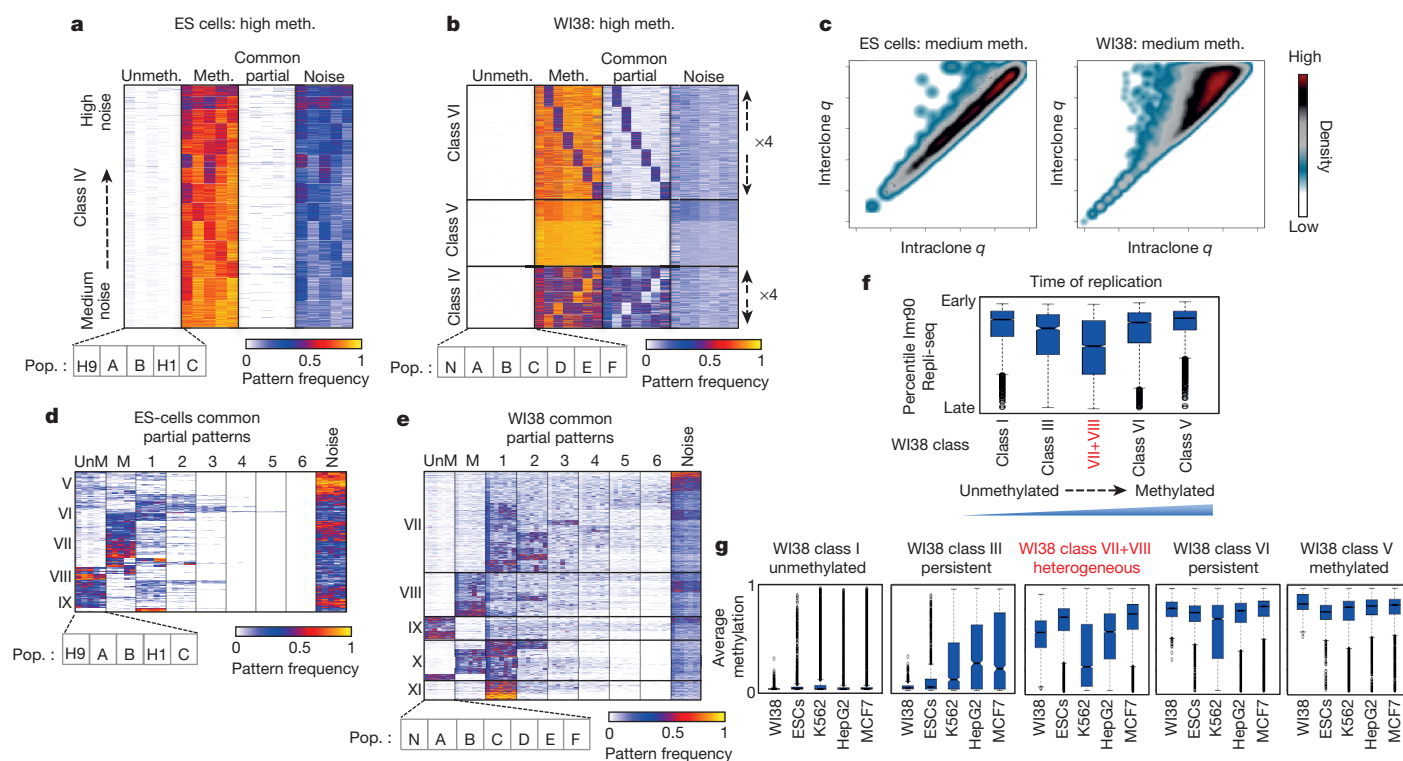 a
ES cells: high meth.
Unmeth. Meth. Common partial Noise
High noise
Class IV
Medium noise
Pop. : H9 A B H1 C
0 0.5 1
Pattern frequency
b
WI38: high meth.
Unmeth. Meth. Common partial Noise
Class VI
Class V
Class IV
×4
×4
Pop. : N A B C D E F
0 0.5 1
Pattern frequency
c
ES cells: medium meth.
Interclone q
Intraclone q
WI38: medium meth.
Interclone q
Intraclone q
High
Density
Low
d
ES-cells common
partial patterns
UnM M 1 2 4 5 6 Noise
V
VI
VII
VIII
IX
Pop. : H9 A B H1 C
0 0.5 1
Pattern frequency
e
WI38 common
partial patterns
UnM M 1 2 3 4 5 6 Noise
VII
VIII
IX
X
XI
Pop. : N A B C D E F
0 0.5 1
Pattern frequency
f
Time of replication
Early
Late
Percentile Imr90
Repli-seq
WI38 class
Class I
Class III
VII+VIII
Class VI
Class V
Unmethylated Methylated
g
WI38 class I
unmethylated
WI38 class III
persistent
WI38 class VII+VIII
heterogeneous
WI38 class VI
persistent
WI38 class V
methylated
Average
methylation
1
0
1
WI38 ESCs K562 HepG2 MCF7
WI38 ESCs K562 HepG2 MCF7
WI38 ESCs K562 HepG2 MCF7
WI38 ESCs K562 HepG2 MCF7
WI38 ESCs K562 HepG2 MCF7